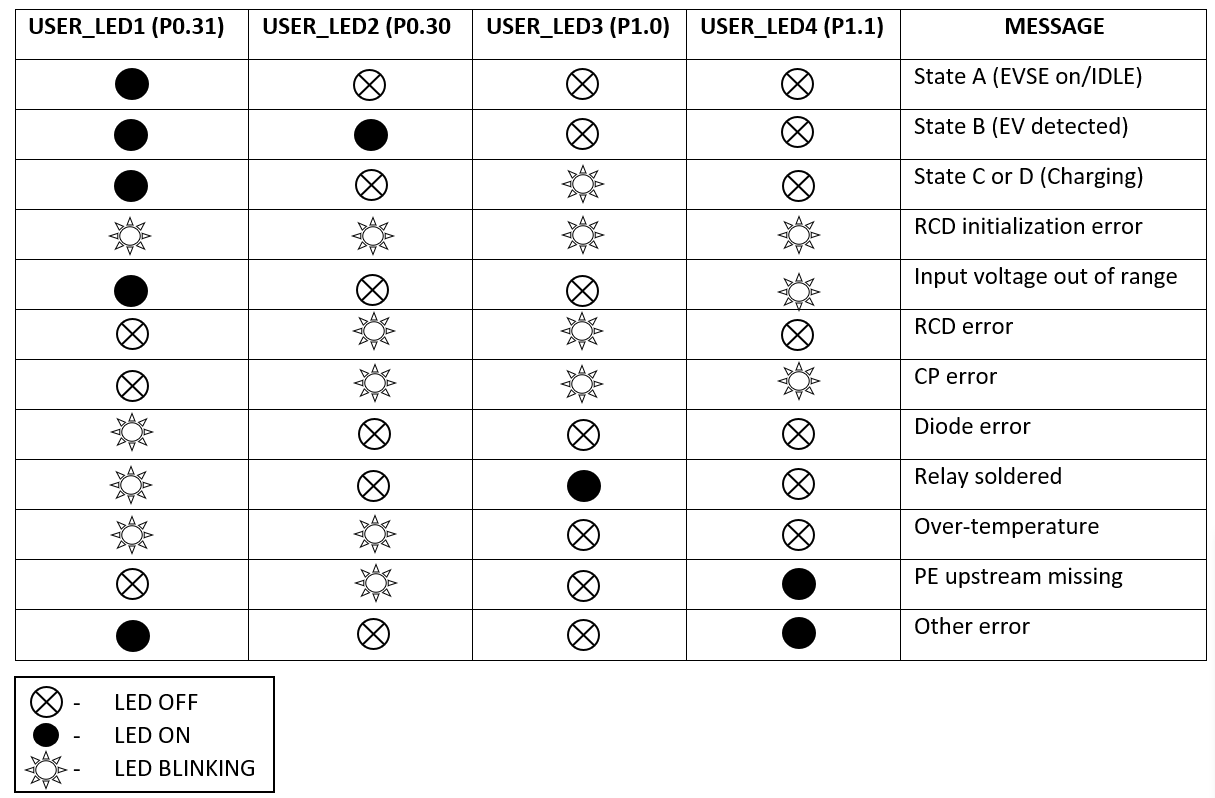 USER_LED1 (P0.31) USER_LED2 (P0.30 USER_LED3 (P1.0) USER_LED4 (P1.1) MESSAGE
State A (EVSE on/IDLE)
State B (EV detected)
State C or D (Charging)
RCD initialization error
Input voltage out of range
RCD error
CP error
Diode error
Relay soldered
Over-temperature
PE upstream missing
Other error
- LED OFF
- LED ON
- LED BLINKING